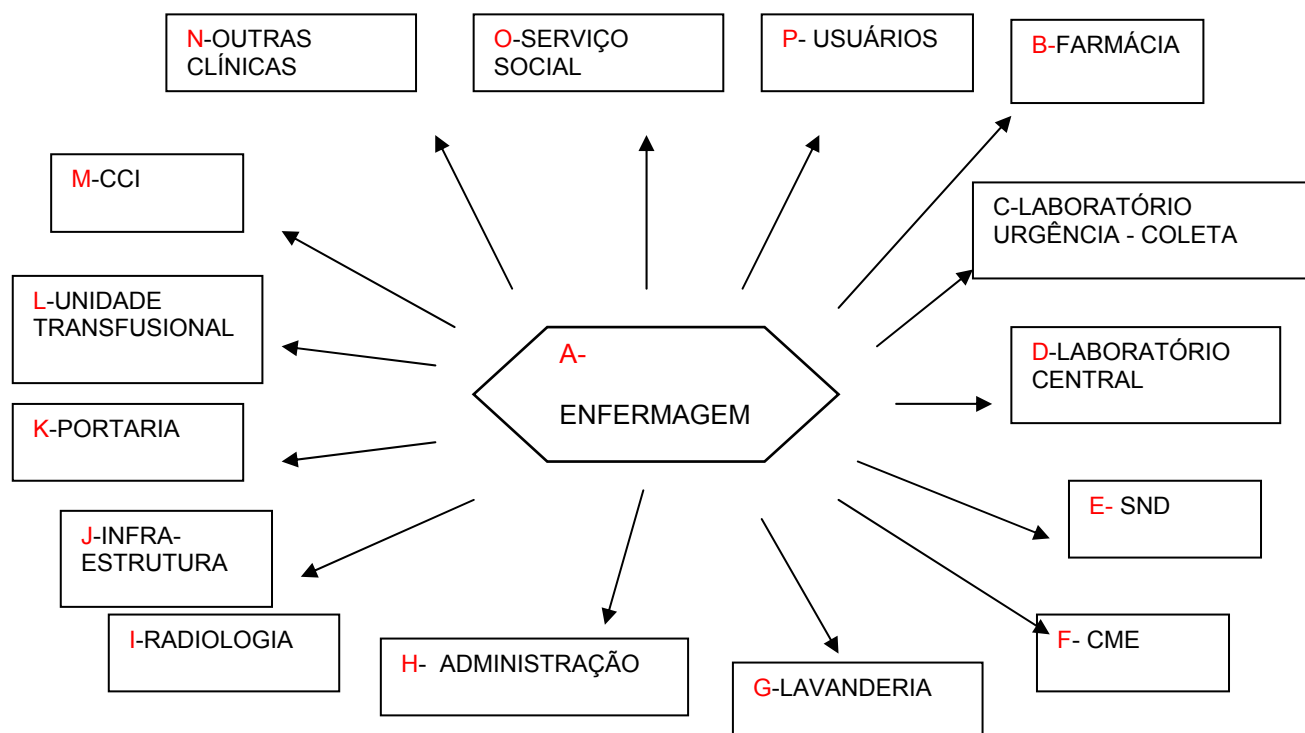 N-OUTRAS
CLÍNICAS
O-SERVIÇO
SOCIAL
P- USUÁRIOS
B-FARMÁCIA
M-CCI
C-LABORATÓRIO
URGÊNCIA - COLETA
L-UNIDADE
TRANSFUSIONAL
A-
ENFERMAGEM
D-LABORATÓRIO
CENTRAL
K-PORTARIA
E- SND
J-INFRA-
ESTRUTURA
I-RADIOLOGIA
H- ADMINISTRAÇÃO
G-LAVANDERIA
F- CME